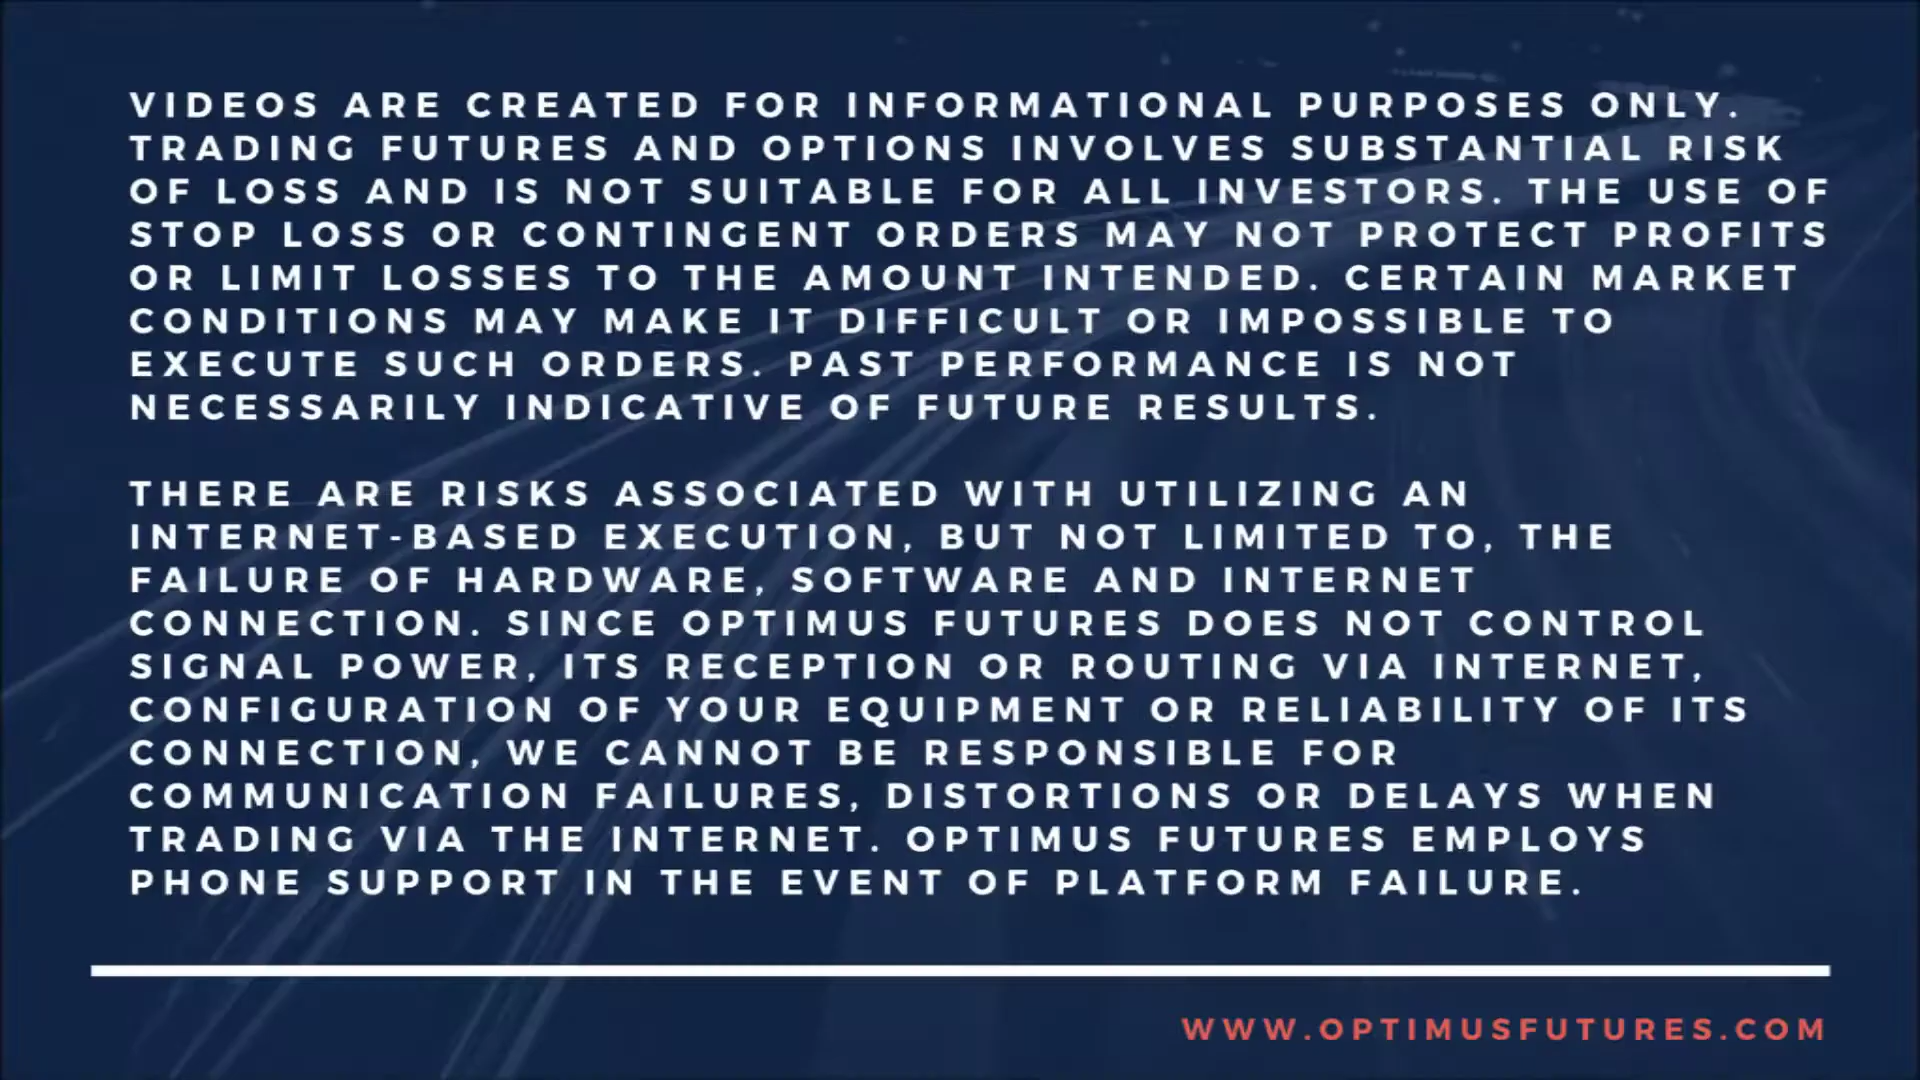 VIDEOS ARE CREATED FOR INFORMATIONAL PURPOSES ONLY.
TRADING FUTURES AND OPTIONS INVOLVES SUBSTANTIAL RISK
OF LOSS AND IS NOT SUITABLE FOR ALL INVESTORS. THE USE OF
STOP LOSS OR CONTINGENT ORDERS MAY NOT PROTECT PROFITS
OR LIMIT LOSSES TO THE AMOUNT INTENDED. CERTAIN MARKET
CONDITIONS MAY MAKE IT DIFFICULT OR IMPOSSIBLE TO
EXECUTE SUCH ORDERS. PAST PERFORMANCE IS NOT
NECESSARILY INDICATIVE OF FUTURE RESULTS.
THERE ARE RISKS ASSOCIATED WITH UTILIZING AN
INTERNET-BASED EXECUTION, BUT NOT LIMITED TO, THE
FAILURE OF HARDWARE, SOFTWARE AND INTERNET
CONNECTION. SINCE OPTIMUS FUTURES DOES NOT CONTROL
SIGNAL POWER, ITS RECEPTION OR ROUTING VIA INTERNET,
CONFIGURATION OF YOUR EQUIPMENT OR RELIABILITY OF ITS
CONNECTION, WE CANNOT BE RESPONSIBLE FOR
COMMUNICATION FAILURES, DISTORTIONS OR DELAYS WHEN
TRADING VIA THE INTERNET. OPTIMUS FUTURES EMPLOYS
PHONE SUPPORT IN THE EVENT OF PLATFORM FAILURE.
WWW.OPTIMUSFUTURES.COM